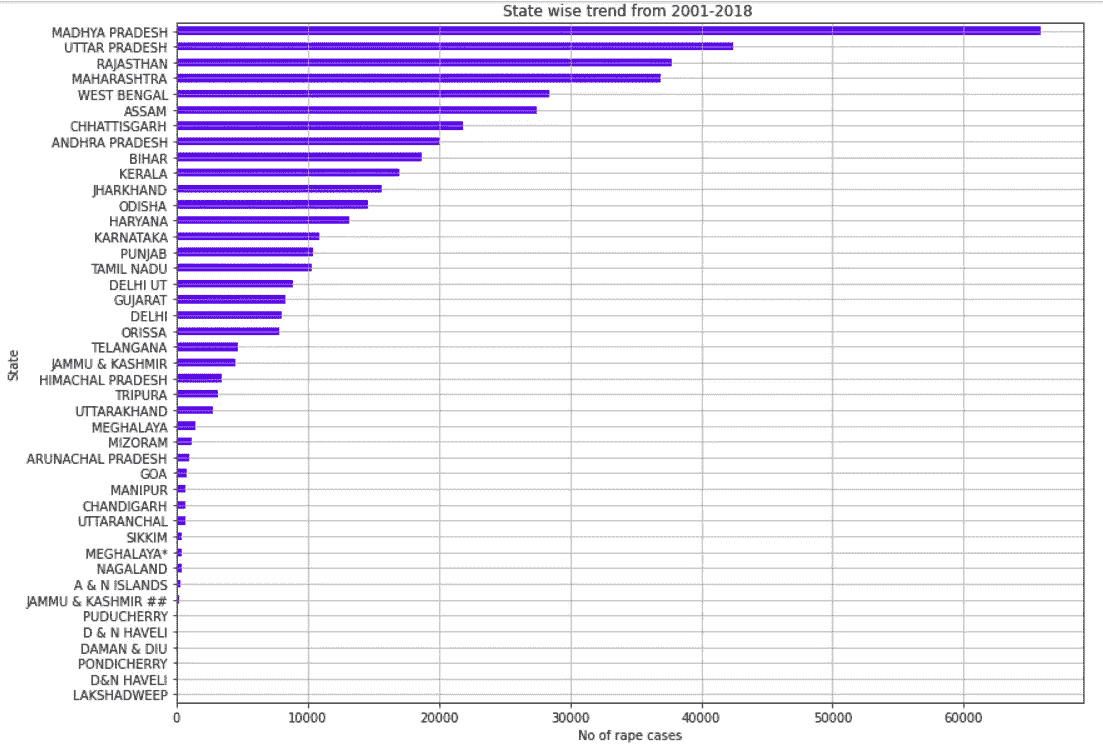 State wise trend from 2001-2018
MADHYA PRADESH
UTTAR PRADESH
RAJASTHAN
MAHARASHTRA
WEST BENGAL
ASSAM
CHHATTISGARH
ANDHRA PRADESH
BIHAR
KERALA
JHARKHAND
ODISHA
HARYANA
KARNATAKA
PUNJAB
TAMIL NADU
DELHI UT
GUJARAT
DELHI
ORISSA
TELANGANA
JAMMU & KASHMIR
HIMACHAL PRADESH
TRIPURA
UTTARAKHAND
MEGHALAYA
MIZORAM
ARUNACHAL PRADESH
GOA
MANIPUR
CHANDIGARH
UTTARANCHAL
SIKKIM
MEGHALAYA*
NAGALAND
A & N ISLANDS
JAMMU & KASHMIR ##
PUDUCHERRY
D & N HAVELI
DAMAN & DIU
PONDICHERRY
D&N HAVELI
LAKSHADWEEP
State
0 10000 20000 30000 40000 50000 60000
No of rape cases